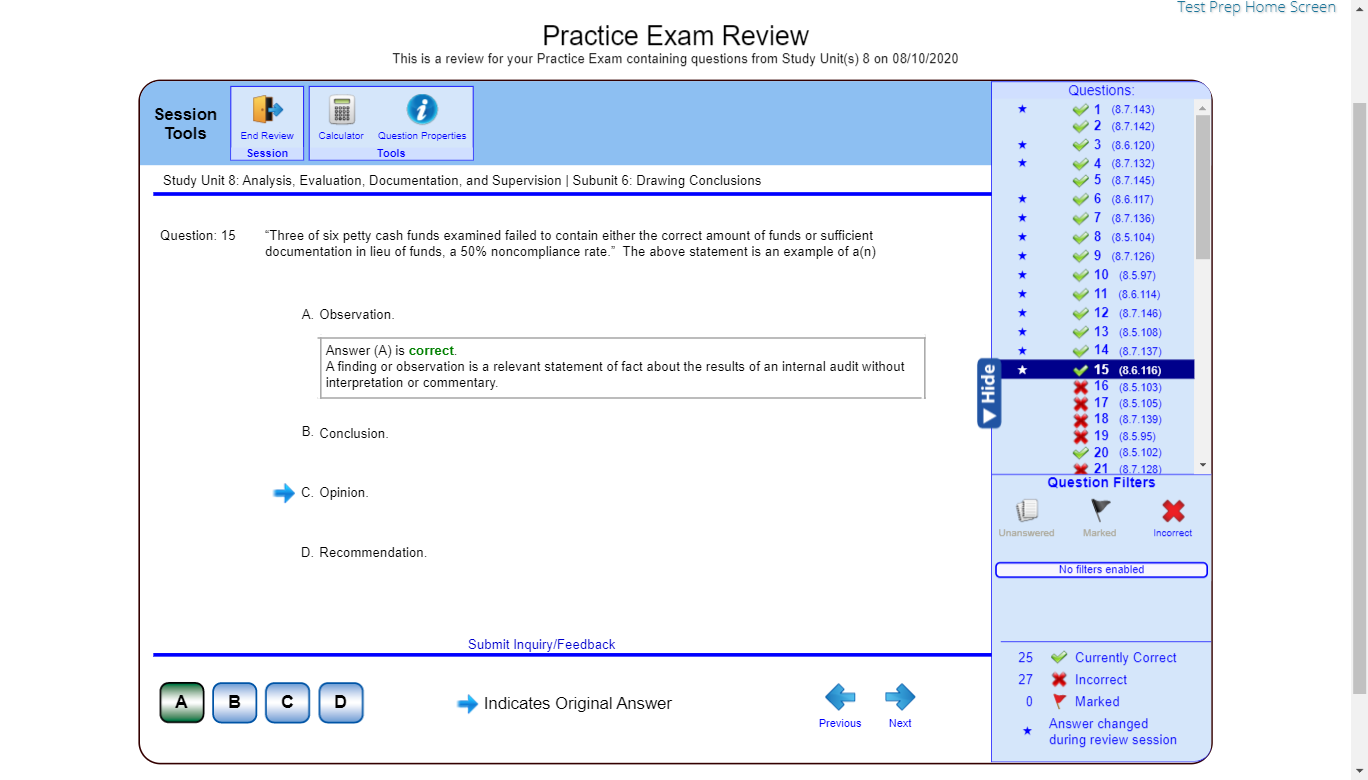 Test Prep Home Screen
Practice Exam Review
This is a review for your Practice Exam containing questions from Study Unit(s) 8 on 08/10/2020
Session Tools
End Review
Session
Calculator
Question Properties
Tools
Study Unit 8: Analysis, Evaluation, Documentation, and Supervision | Subunit 6: Drawing Conclusions
Question: 15
“Three of six petty cash funds examined failed to contain either the correct amount of funds or sufficient
documentation in lieu of funds, a 50% noncompliance rate.” The above statement is an example of a(n)
A. Observation.
Answer (A) is correct.
A finding or observation is a relevant statement of fact about the results of an internal audit without
interpretation or commentary.
B. Conclusion.
C. Opinion.
D. Recommendation.
Submit Inquiry/Feedback
A B C D
Indicates Original Answer
Previous
Next
Hide
Questions:
1 (8.7.143)
2 (8.7.142)
3 (8.6.120)
4 (8.7.132)
5 (8.7.145)
6 (8.6.117)
7 (8.7.136)
8 (8.5.104)
9 (8.7.126)
10 (8.5.97)
11 (8.6.114)
12 (8.7.146)
13 (8.5.108)
14 (8.7.137)
15 (8.6.116)
16 (8.5.103)
17 (8.5.105)
18 (8.7.139)
19 (8.5.95)
20 (8.5.102)
21 (8.7.128)
Question Filters
Unanswered
Marked
Incorrect
No filters enabled
25 Currently Correct
27 Incorrect
0 Marked
Answer changed
during review session